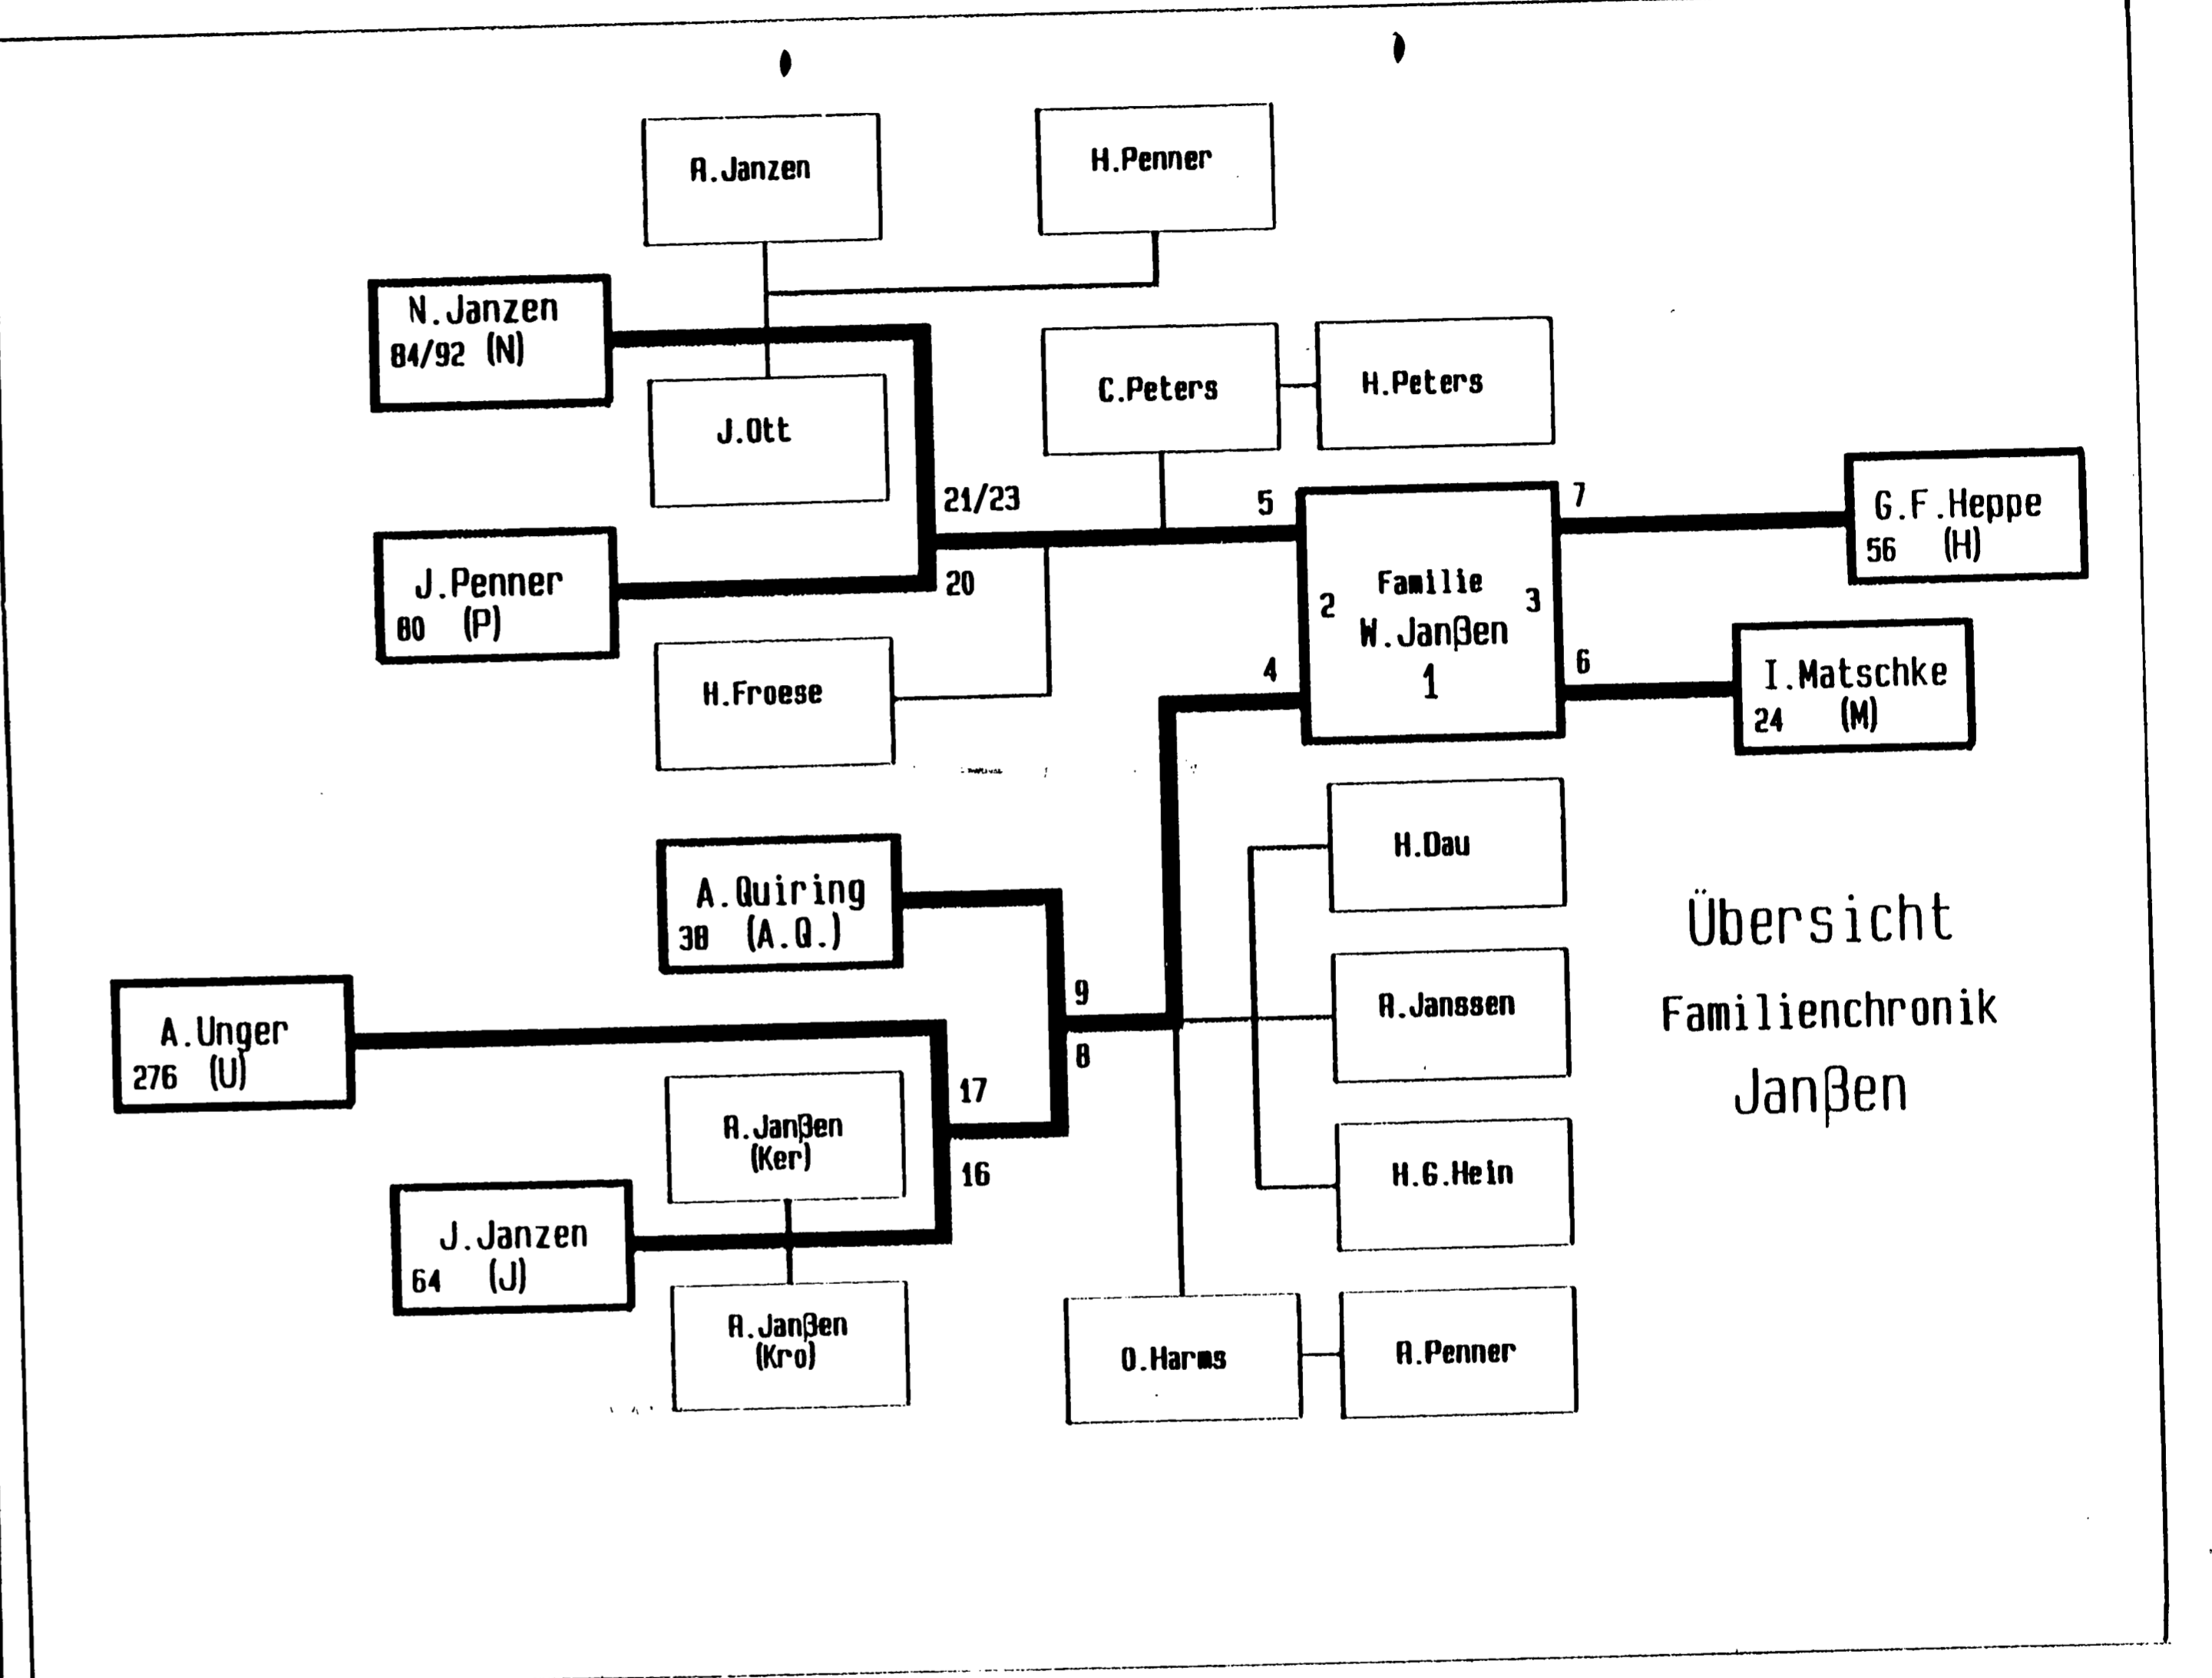 A.Janzen
H.Penner
N.Janzen
84/92 (N)
J.Ott
C.Peters
H.Peters
21/23
5
7
G.F.Heppe
56 (H)
J.Penner
80 (P)
20
Familie
2 3
W.Janßen
1
4
6
I.Matschke
24 (M)
H.Froese
H.Dau
A.Quiring
38 (A.Q.)
Übersicht
Familienchronik
Janßen
9
8
A.Janssen
A.Unger
276 (U)
17
16
A.Janßen
(Ker)
H.G.Hein
J.Janzen
64 (J)
A.Janßen
(Kro)
O.Harms
A.Penner